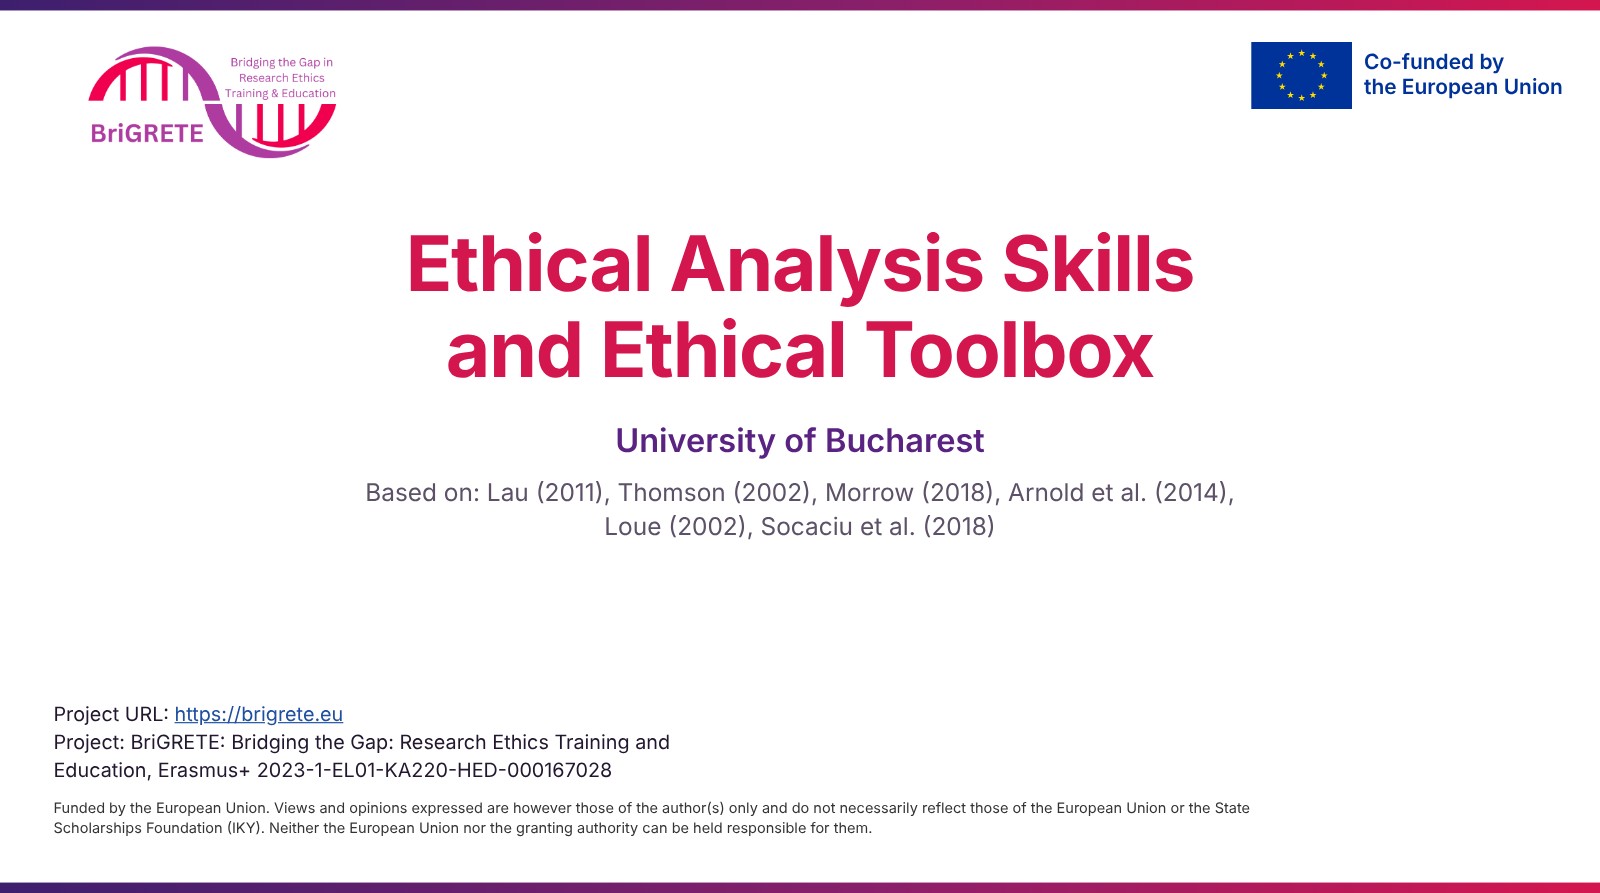 Bridging the Gap in
Research Ethics
Training & Education
BriGRETE
Co-funded by
the European Union
Ethical Analysis Skills
and Ethical Toolbox
University of Bucharest
Based on: Lau (2011), Thomson (2002), Morrow (2018), Arnold et al. (2014),
Loue (2002), Socaciu et al. (2018)
Project URL: https://brigrete.eu
Project: BriGRETE: Bridging the Gap: Research Ethics Training and
Education, Erasmus+ 2023-1-EL01-KA220-HED-000167028
Funded by the European Union. Views and opinions expressed are however those of the author(s) only and do not necessarily reflect those of the European Union or the State
Scholarships Foundation (IKY). Neither the European Union nor the granting authority can be held responsible for them.